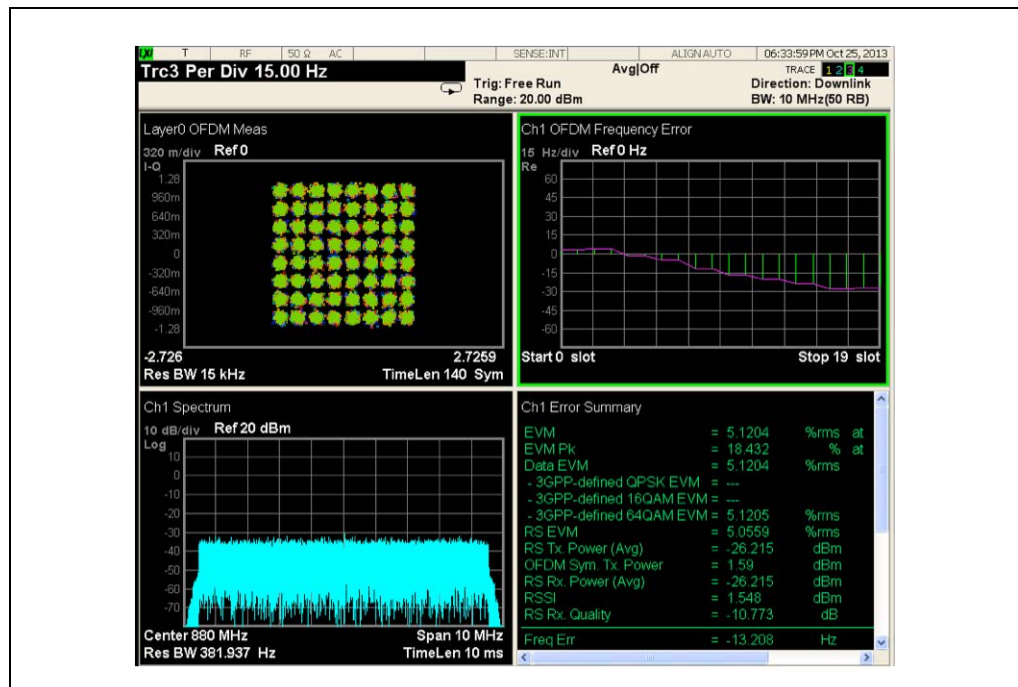 LXI T RF 50 Ω AC SENSE:INT ALIGN AUTO 06:33:59 PM Oct 25, 2013
Trc3 Per Div 15.00 Hz
Avg|Off
TRACE 1 2 3 4
Trig: Free Run
Direction: Downlink
Range: 20.00 dBm
BW: 10 MHz(50 RB)
Layer0 OFDM Meas
320 m/div Ref 0
I-Q
1.28
960m
640m
320m
0
-320m
-640m
-960m
-1.28
-2.726 2.7259
Res BW 15 kHz TimeLen 140 Sym
Ch1 OFDM Frequency Error
15 Hz/div Ref 0 Hz
Re
60
45
30
15
0
-15
-30
-45
-60
Start 0 slot Stop 19 slot
Ch1 Spectrum
10 dB/div Ref 20 dBm
Log
10
0
-10
-20
-30
-40
-50
-60
-70
Center 880 MHz Span 10 MHz
Res BW 381.937 Hz TimeLen 10 ms
Ch1 Error Summary
EVM = 5.1204 %rms at
EVM Pk = 18.432 % at
Data EVM = 5.1204 %rms
- 3GPP-defined QPSK EVM = ---
- 3GPP-defined 16QAM EVM = ---
- 3GPP-defined 64QAM EVM = 5.1205 %rms
RS EVM = 5.0559 %rms
RS Tx. Power (Avg) = -26.215 dBm
OFDM Sym. Tx. Power = 1.59 dBm
RS Rx. Power (Avg) = -26.215 dBm
RSSI = 1.548 dBm
RS Rx. Quality = -10.773 dB
Freq Err = -13.208 Hz